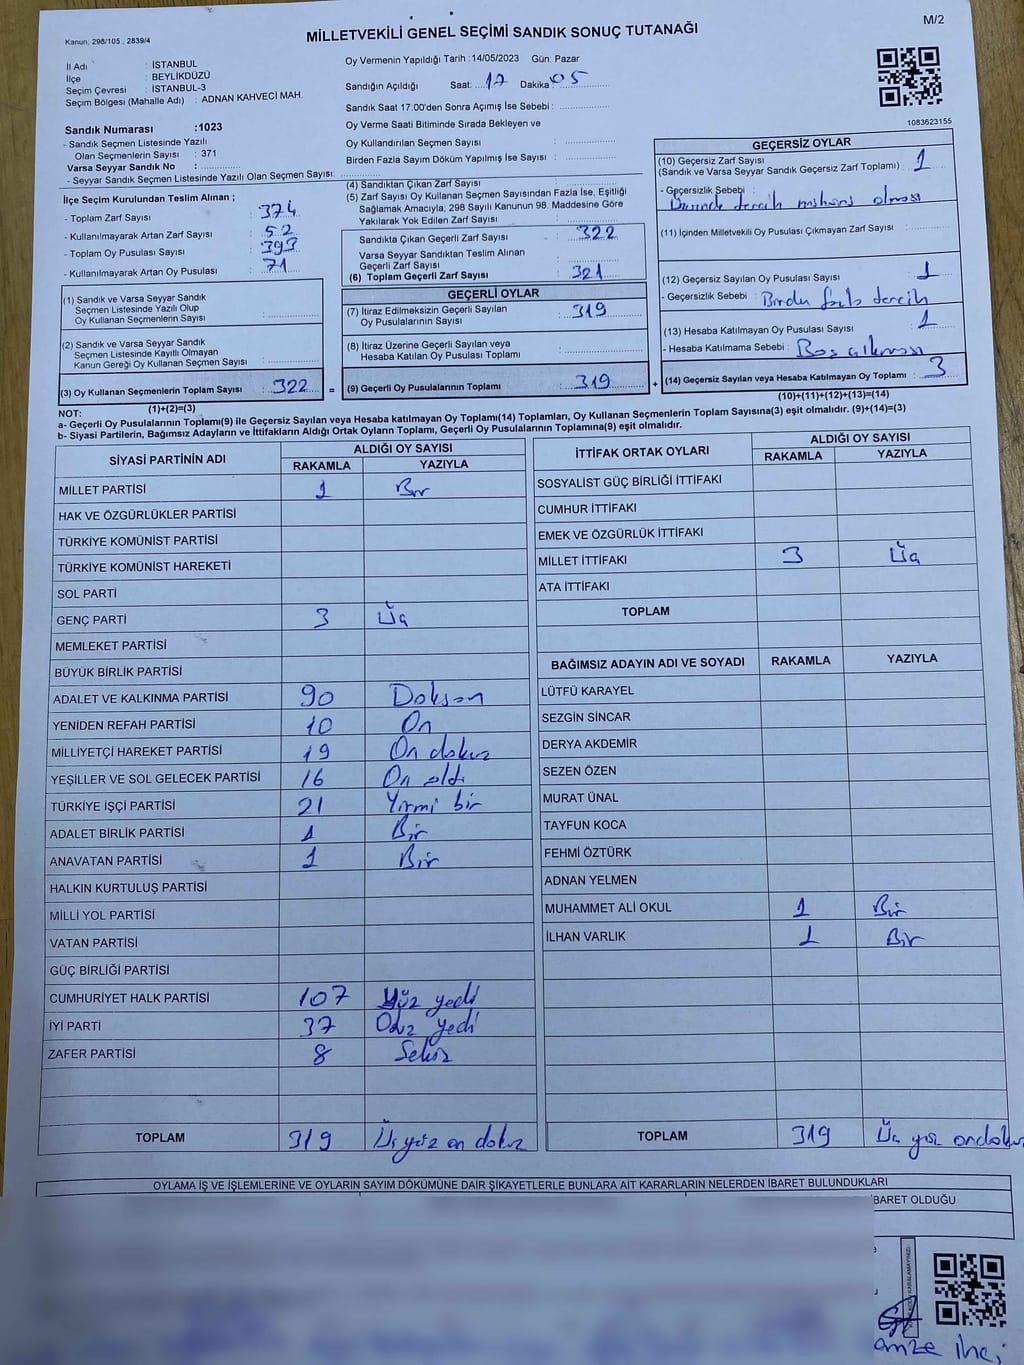 M/2
Kanun: 298/105 , 2839/4
MİLLETVEKİLİ GENEL SEÇİMİ SANDIK SONUÇ TUTANAĞI
İl Adı : İSTANBUL
İlçe : BEYLİKDÜZÜ
Seçim Çevresi : İSTANBUL-3
Seçim Bölgesi (Mahalle Adı) : ADNAN KAHVECİ MAH.
Sandık Numarası :1023
- Sandık Seçmen Listesinde Yazılı
Olan Seçmenlerin Sayısı : 371
Varsa Seyyar Sandık No :
- Seyyar Sandık Seçmen Listesinde Yazılı Olan Seçmen Sayısı:
Oy Vermenin Yapıldığı Tarih :14/05/2023 Gün: Pazar
Sandığın Açıldığı Saat: 17 Dakika 05
Sandık Saat 17:00'den Sonra Açımış İse Sebebi :
Oy Verme Saati Bitiminde Sırada Bekleyen ve
Oy Kullandırılan Seçmen Sayısı :
Birden Fazla Sayım Döküm Yapılmış İse Sayısı :
1083623155
İlçe Seçim Kurulundan Teslim Alınan ;
- Toplam Zarf Sayısı : 374
- Kullanılmayarak Artan Zarf Sayısı : 52
- Toplam Oy Pusulası Sayısı : 393
- Kullanılmayarak Artan Oy Pusulası : 71
(1) Sandık ve Varsa Seyyar Sandık
Seçmen Listesinde Yazılı Olup
Oy Kullanan Seçmenlerin Sayısı :
(2) Sandık ve Varsa Seyyar Sandık
Seçmen Listesinde Kayıtlı Olmayan
Kanun Gereği Oy Kullanan Seçmen Sayısı :
(3) Oy Kullanan Seçmenlerin Toplam Sayısı : 322 =
(1)+(2)=(3)
(4) Sandıktan Çıkan Zarf Sayısı :
(5) Zarf Sayısı Oy Kullanan Seçmen Sayısından Fazla İse, Eşitliği
Sağlamak Amacıyla; 298 Sayılı Kanunun 98. Maddesine Göre
Yakılarak Yok Edilen Zarf Sayısı :
Sandıkta Çıkan Geçerli Zarf Sayısı : 322
Varsa Seyyar Sandıktan Teslim Alınan
Geçerli Zarf Sayısı :
(6) Toplam Geçerli Zarf Sayısı : 321
GEÇERLİ OYLAR
(7) İtiraz Edilmeksizin Geçerli Sayılan
Oy Pusulalarının Sayısı : 319
(8) İtiraz Üzerine Geçerli Sayılan veya
Hesaba Katılan Oy Pusulası Toplamı :
(9) Geçerli Oy Pusulalarının Toplamı : 319 +
GEÇERSİZ OYLAR
(10) Geçersiz Zarf Sayısı
(Sandık ve Varsa Seyyar Sandık Geçersiz Zarf Toplamı) : 1
- Geçersizlik Sebebi : tercih mührü olması
(11) İçinden Milletvekili Oy Pusulası Çıkmayan Zarf Sayısı :
(12) Geçersiz Sayılan Oy Pusulası Sayısı : 1
- Geçersizlik Sebebi : Birden fazla tercih
(13) Hesaba Katılmayan Oy Pusulası Sayısı : 1
- Hesaba Katılmama Sebebi : Boş çıkması
(14) Geçersiz Sayılan veya Hesaba Katılmayan Oy Toplamı : 3
(10)+(11)+(12)+(13)=(14)
NOT:
a- Geçerli Oy Pusulalarının Toplamı(9) ile Geçersiz Sayılan veya Hesaba katılmayan Oy Toplamı(14) Toplamları, Oy Kullanan Seçmenlerin Toplam Sayısına(3) eşit olmalıdır. (9)+(14)=(3)
b- Siyasi Partilerin, Bağımsız Adayların ve İttifakların Aldığı Ortak Oyların Toplamı, Geçerli Oy Pusulalarının Toplamına(9) eşit olmalıdır.
SİYASİ PARTİNİN ADI ALDIĞI OY SAYISI
RAKAMLA YAZIYLA
MİLLET PARTİSİ 1 Bir
HAK VE ÖZGÜRLÜKLER PARTİSİ
TÜRKİYE KOMÜNİST PARTİSİ
TÜRKİYE KOMÜNİST HAREKETİ
SOL PARTİ
GENÇ PARTİ 3 Üç
MEMLEKET PARTİSİ
BÜYÜK BİRLİK PARTİSİ
ADALET VE KALKINMA PARTİSİ 90 Doksan
YENİDEN REFAH PARTİSİ 10 On
MİLLİYETÇİ HAREKET PARTİSİ 19 On dokuz
YEŞİLLER VE SOL GELECEK PARTİSİ 16 On altı
TÜRKİYE İŞÇİ PARTİSİ 21 Yirmi bir
ADALET BİRLİK PARTİSİ 1 Bir
ANAVATAN PARTİSİ 1 Bir
HALKIN KURTULUŞ PARTİSİ
MİLLİ YOL PARTİSİ
VATAN PARTİSİ
GÜÇ BİRLİĞİ PARTİSİ
CUMHURİYET HALK PARTİSİ 107 Yüz yedi
İYİ PARTİ 37 Otuz yedi
ZAFER PARTİSİ 8 Sekiz
TOPLAM 319 Üç yüz on dokuz
İTTİFAK ORTAK OYLARI ALDIĞI OY SAYISI
RAKAMLA YAZIYLA
SOSYALİST GÜÇ BİRLİĞİ İTTİFAKI
CUMHUR İTTİFAKI
EMEK VE ÖZGÜRLÜK İTTİFAKI
MİLLET İTTİFAKI 3 Üç
ATA İTTİFAKI
TOPLAM
BAĞIMSIZ ADAYIN ADI VE SOYADI RAKAMLA YAZIYLA
LÜTFÜ KARAYEL
SEZGİN SİNCAR
DERYA AKDEMİR
SEZEN ÖZEN
MURAT ÜNAL
TAYFUN KOCA
FEHMİ ÖZTÜRK
ADNAN YELMEN
MUHAMMET ALİ OKUL 1 Bir
İLHAN VARLIK 1 Bir
TOPLAM 319 Üç yüz ondokuz
OYLAMA İŞ VE İŞLEMLERİNE VE OYLARIN SAYIM DÖKÜMÜNE DAİR ŞİKAYETLERLE BUNLARA AİT KARARLARIN NELERDEN İBARET BULUNDUKLARI
İBARET OLDUĞU